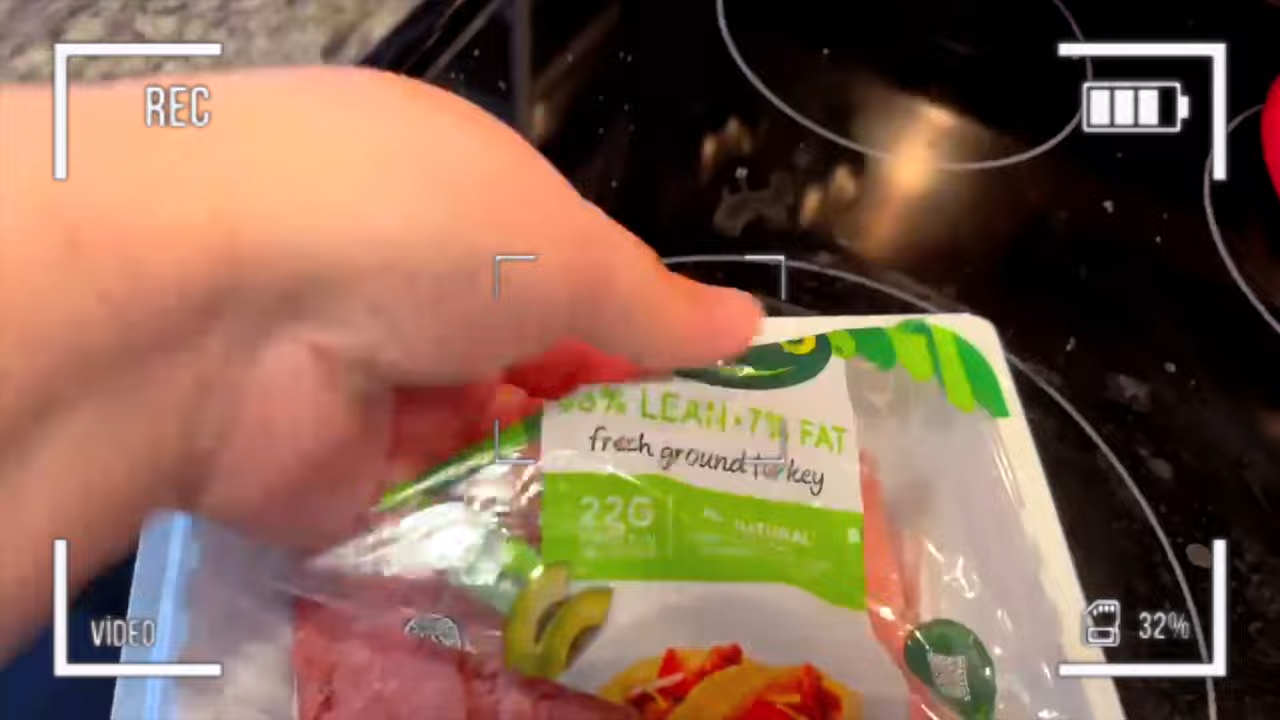 REC
LEAN · 7% FAT
fresh ground turkey
22G
NATURAL
VIDEO
32%